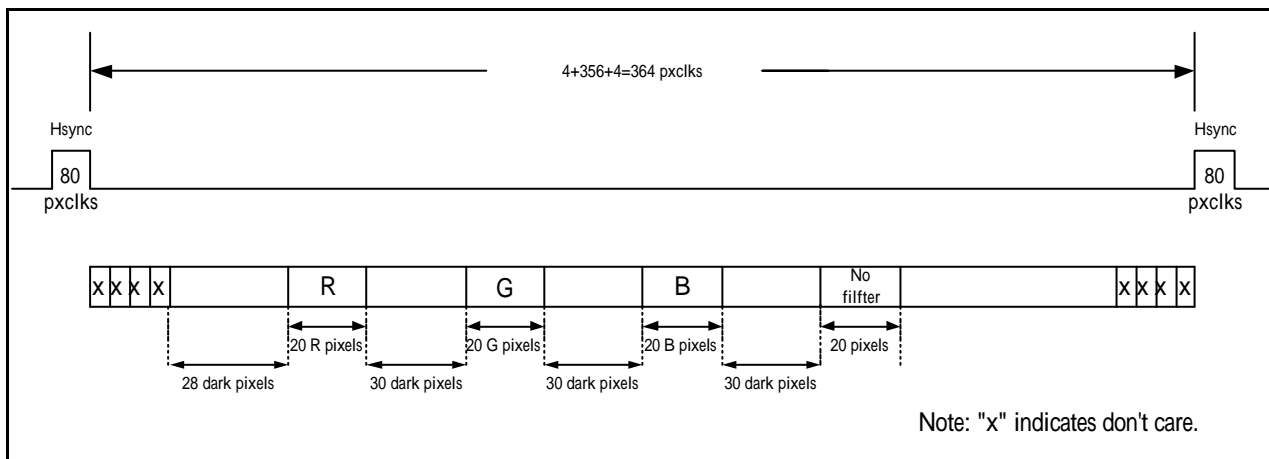 4+356+4=364 pxclks
Hsync
Hsync
80
80
pxclks
pxclks
x x x x R G B No x x x x
filfter
20 R pixels 20 G pixels 20 B pixels 20 pixels
28 dark pixels 30 dark pixels 30 dark pixels 30 dark pixels
Note: "x" indicates don't care.